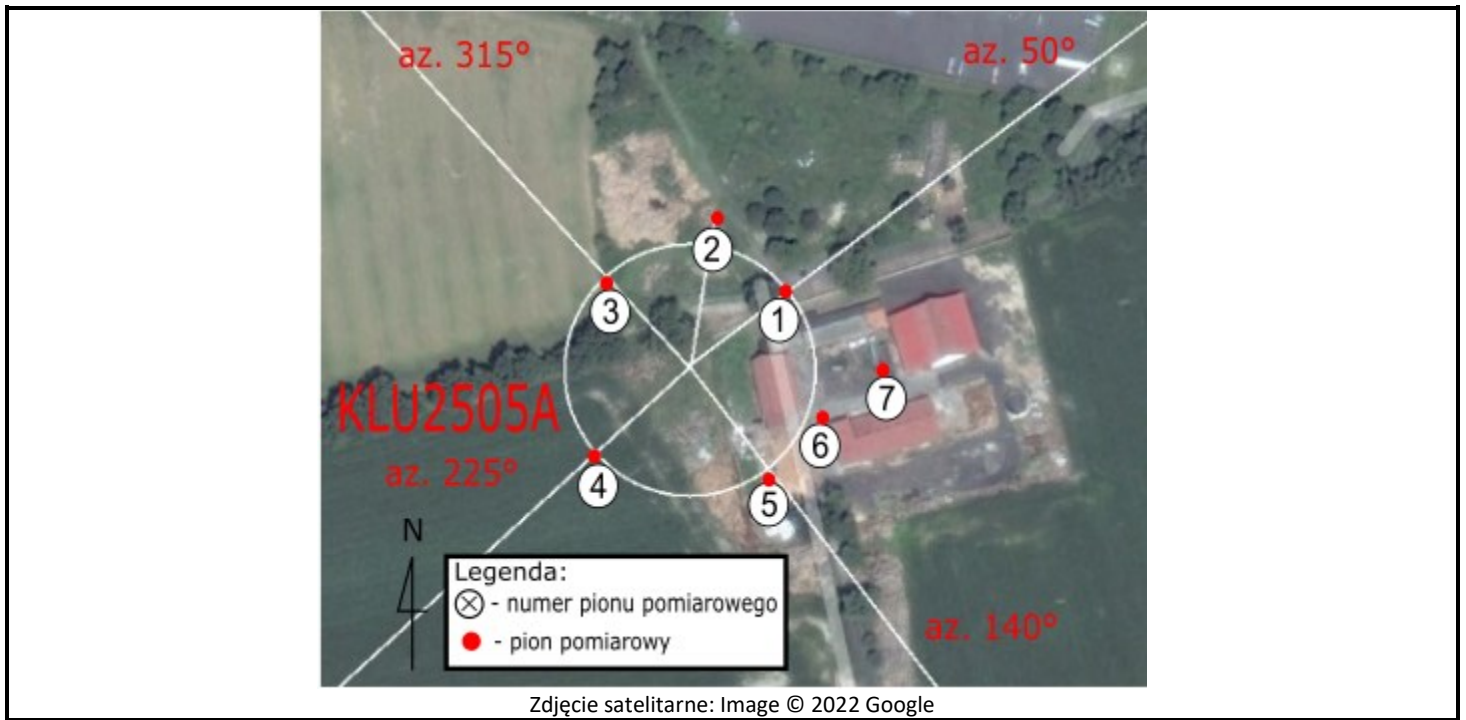 az. 315°
az. 50°
2
3
1
7
KLU2505A
6
az. 225°
4
5
N
Legenda:
- numer pionu pomiarowego
- pion pomiarowy
az. 140°
Zdjęcie satelitarne: Image © 2022 Google